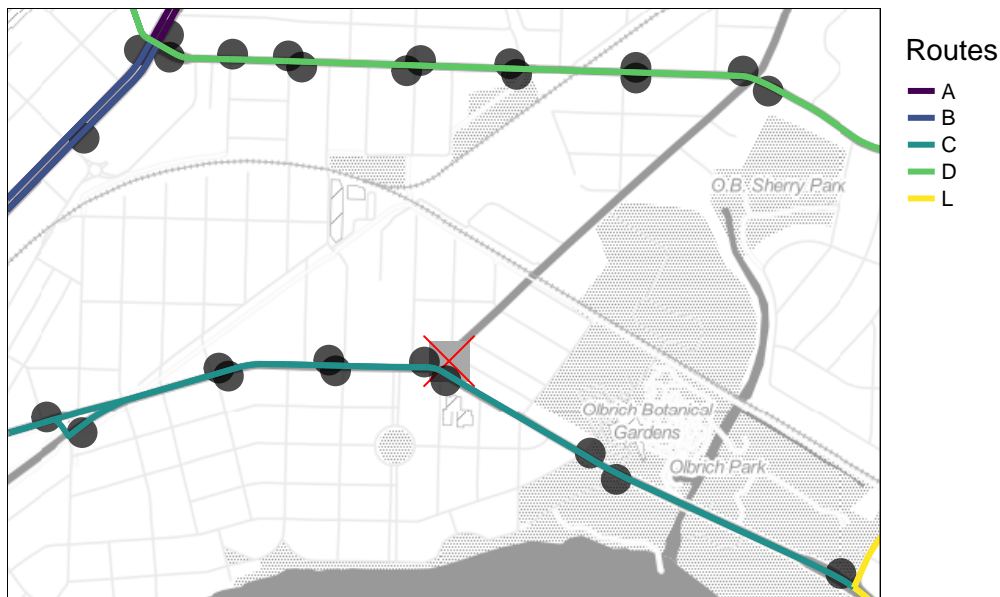 Routes
A
B
C
D
L
O.B. Sherry Park
Olbrich Botanical
Gardens
Olbrich Park